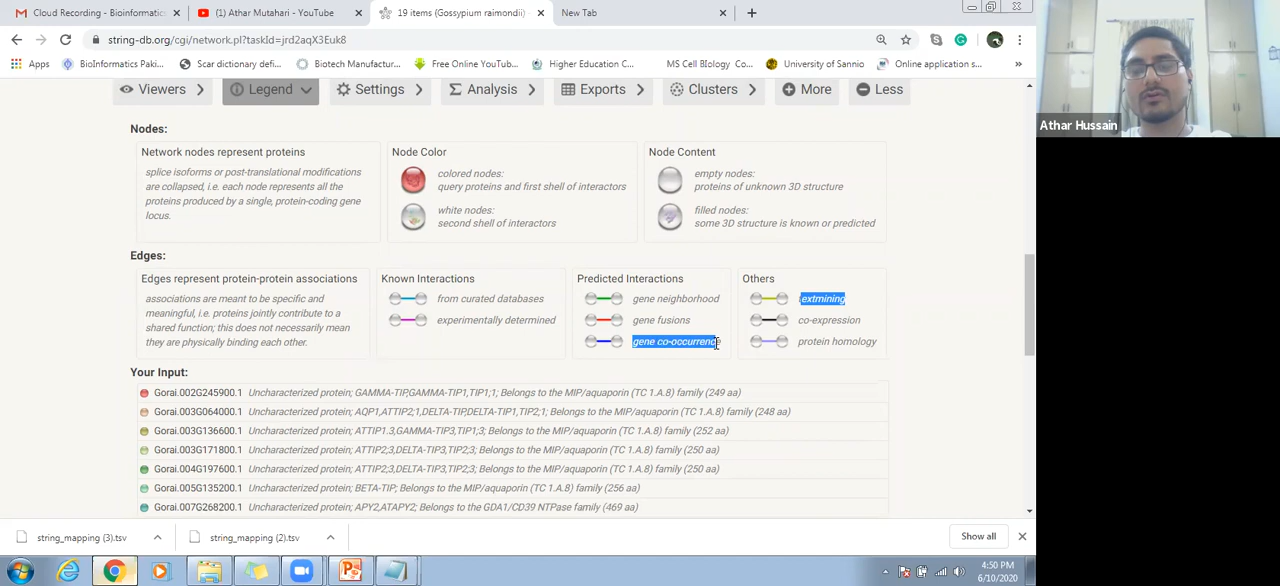 Cloud Recording - Bioinformatics
(1) Athar Mutahari - YouTube
19 items (Gossypium raimondii)
New Tab
string-db.org/cgi/network.pl?taskId=jrd2aqX3Euk8
Apps BioInformatics Paki... Scar dictionary defi... Biotech Manufactur... Free Online YouTub... Higher Education C... MS Cell BIology Co... University of Sannio Online application s... »
Viewers Legend Settings Analysis Exports Clusters More Less
Athar Hussain
Nodes:
Network nodes represent proteins
splice isoforms or post-translational modifications
are collapsed, i.e. each node represents all the
proteins produced by a single, protein-coding gene
locus.
Node Color
colored nodes:
query proteins and first shell of interactors
white nodes:
second shell of interactors
Node Content
empty nodes:
proteins of unknown 3D structure
filled nodes:
some 3D structure is known or predicted
Edges:
Edges represent protein-protein associations
associations are meant to be specific and
meaningful, i.e. proteins jointly contribute to a
shared function; this does not necessarily mean
they are physically binding each other.
Known Interactions
from curated databases
experimentally determined
Predicted Interactions
gene neighborhood
gene fusions
gene co-occurrence
Others
textmining
co-expression
protein homology
Your Input:
Gorai.002G245900.1 Uncharacterized protein; GAMMA-TIP,GAMMA-TIP1,TIP1;1; Belongs to the MIP/aquaporin (TC 1.A.8) family (249 aa)
Gorai.003G064000.1 Uncharacterized protein; AQP1,ATTIP2;1,DELTA-TIP,DELTA-TIP1,TIP2;1; Belongs to the MIP/aquaporin (TC 1.A.8) family (248 aa)
Gorai.003G136600.1 Uncharacterized protein; ATTIP1.3,GAMMA-TIP3,TIP1;3; Belongs to the MIP/aquaporin (TC 1.A.8) family (252 aa)
Gorai.003G171800.1 Uncharacterized protein; ATTIP2;3,DELTA-TIP3,TIP2;3; Belongs to the MIP/aquaporin (TC 1.A.8) family (250 aa)
Gorai.004G197600.1 Uncharacterized protein; ATTIP2;3,DELTA-TIP3,TIP2;3; Belongs to the MIP/aquaporin (TC 1.A.8) family (250 aa)
Gorai.005G135200.1 Uncharacterized protein; BETA-TIP; Belongs to the MIP/aquaporin (TC 1.A.8) family (256 aa)
Gorai.007G268200.1 Uncharacterized protein; APY2,ATAPY2; Belongs to the GDA1/CD39 NTPase family (469 aa)
string_mapping (3).tsv
string_mapping (2).tsv
Show all
4:50 PM
6/10/2020